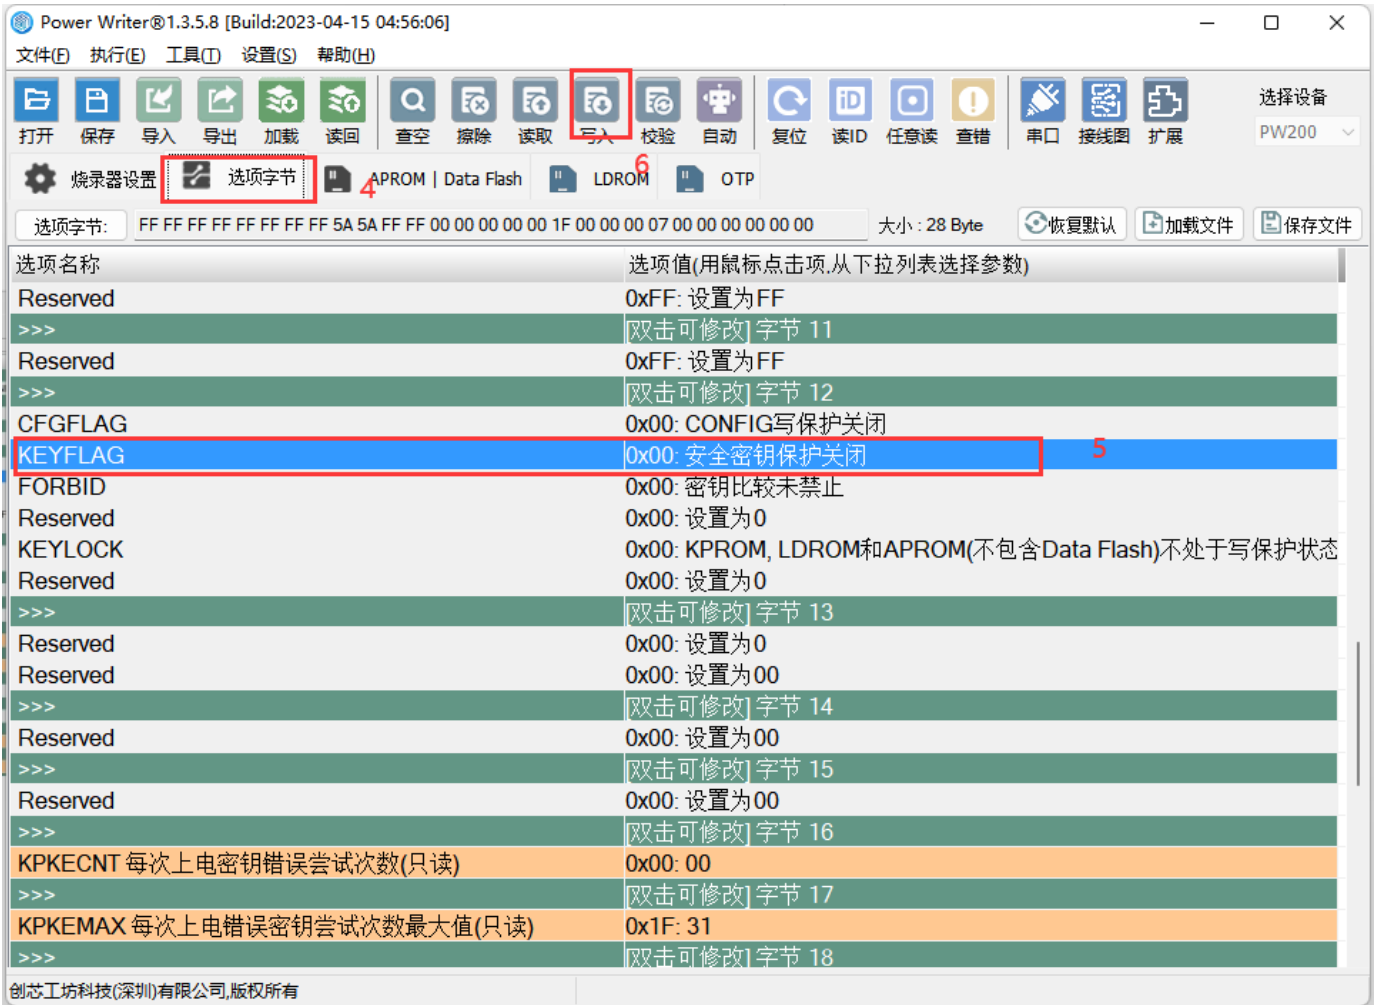 Power Writer®1.3.5.8 [Build:2023-04-15 04:56:06]
文件(F) 执行(E) 工具(T) 设置(S) 帮助(H)
打开 保存 导入 导出 加载 读回 查空 擦除 读取 写入 校验 自动 复位 读ID 任意读 查错 串口 接线图 扩展
选择设备
PW200
烧录器设置 选项字节 4 APROM | Data Flash LDROM 6 OTP
选项字节: FF FF FF FF FF FF FF FF 5A 5A FF FF 00 00 00 00 00 1F 00 00 00 07 00 00 00 00 00 00 大小 : 28 Byte 恢复默认 加载文件 保存文件
选项名称 选项值(用鼠标点击项,从下拉列表选择参数)
Reserved 0xFF: 设置为FF
>>> [双击可修改] 字节 11
Reserved 0xFF: 设置为FF
>>> [双击可修改] 字节 12
CFGFLAG 0x00: CONFIG写保护关闭
KEYFLAG 0x00: 安全密钥保护关闭 5
FORBID 0x00: 密钥比较未禁止
Reserved 0x00: 设置为0
KEYLOCK 0x00: KPROM, LDROM和APROM(不包含Data Flash)不处于写保护状态
Reserved 0x00: 设置为0
>>> [双击可修改] 字节 13
Reserved 0x00: 设置为0
Reserved 0x00: 设置为00
>>> [双击可修改] 字节 14
Reserved 0x00: 设置为00
>>> [双击可修改] 字节 15
Reserved 0x00: 设置为00
>>> [双击可修改] 字节 16
KPKECNT 每次上电密钥错误尝试次数(只读) 0x00: 00
>>> [双击可修改] 字节 17
KPKEMAX 每次上电错误密钥尝试次数最大值(只读) 0x1F: 31
>>> [双击可修改] 字节 18
创芯工坊科技(深圳)有限公司,版权所有